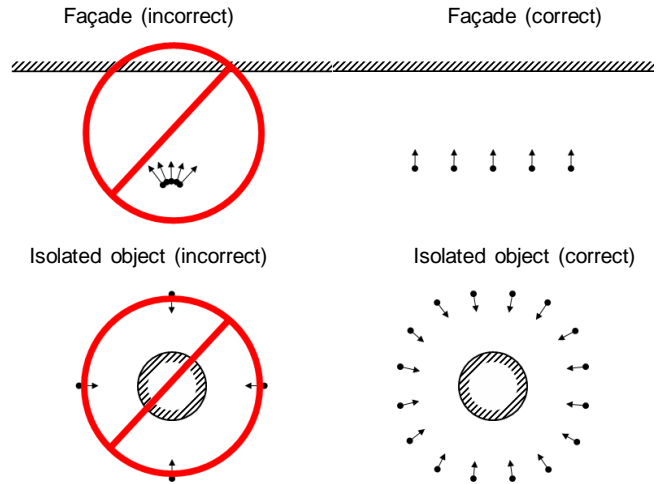 Façade (incorrect)
Façade (correct)
Isolated object (incorrect)
Isolated object (correct)